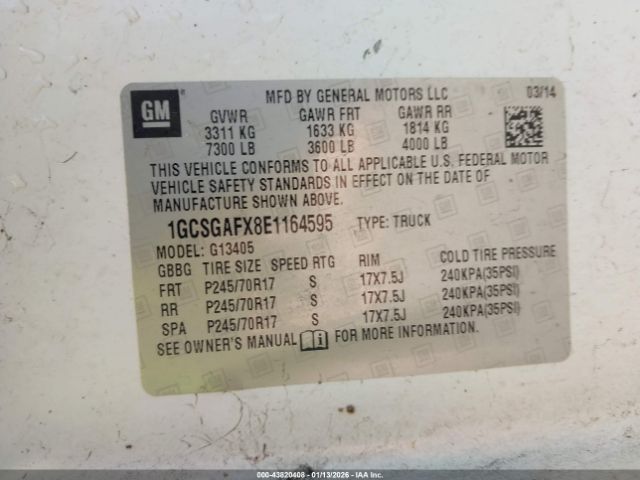 GM ®
MFD BY GENERAL MOTORS LLC 03/14
GVWR GAWR FRT GAWR RR
3311 KG 1633 KG 1814 KG
7300 LB 3600 LB 4000 LB
THIS VEHICLE CONFORMS TO ALL APPLICABLE U.S. FEDERAL MOTOR
VEHICLE SAFETY STANDARDS IN EFFECT ON THE DATE OF
MANUFACTURE SHOWN ABOVE.
1GCSGAFX8E1164595 TYPE: TRUCK
MODEL: G13405
GBBG TIRE SIZE SPEED RTG RIM COLD TIRE PRESSURE
FRT P245/70R17 S 17X7.5J 240KPA(35PSI)
RR P245/70R17 S 17X7.5J 240KPA(35PSI)
SPA P245/70R17 S 17X7.5J 240KPA(35PSI)
SEE OWNER'S MANUAL i FOR MORE INFORMATION.
000-43820408 - 01/13/2026 - IAAI.COM